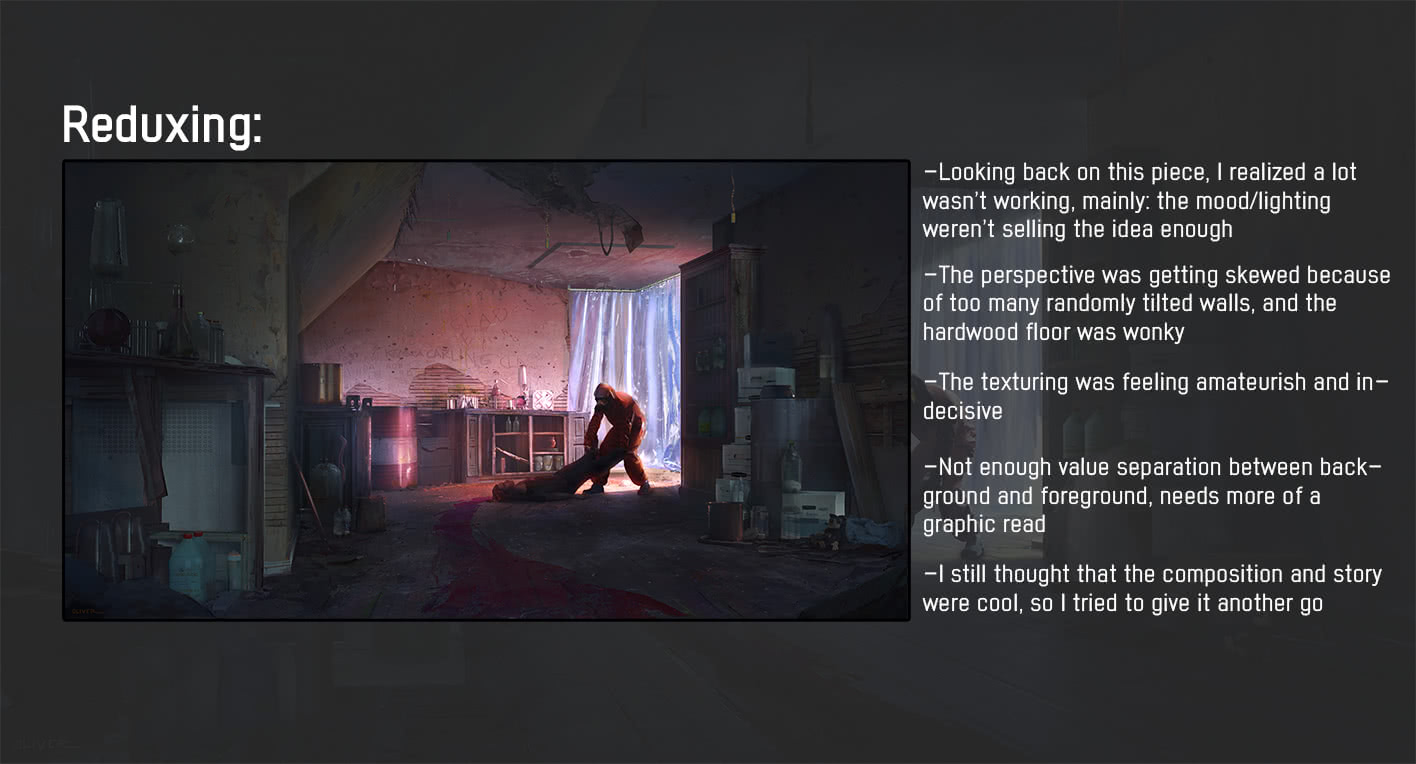 Reduxing:
–Looking back on this piece, I realized a lot
wasn't working, mainly: the mood/lighting
weren't selling the idea enough
–The perspective was getting skewed because
of too many randomly tilted walls, and the
hardwood floor was wonky
–The texturing was feeling amateurish and in–
decisive
–Not enough value separation between back–
ground and foreground, needs more of a
graphic read
–I still thought that the composition and story
were cool, so I tried to give it another go